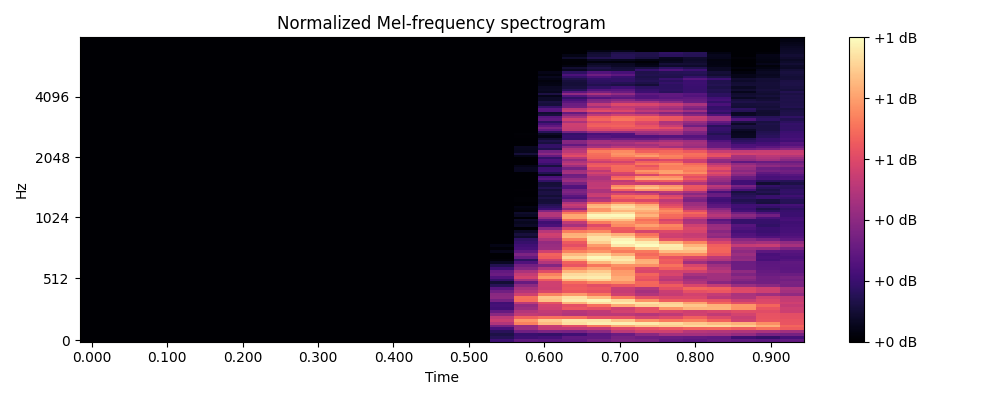 Normalized Mel-frequency spectrogram
Hz
4096
2048
1024
512
0
0.000 0.100 0.200 0.300 0.400 0.500 0.600 0.700 0.800 0.900
Time
+1 dB
+1 dB
+1 dB
+0 dB
+0 dB
+0 dB